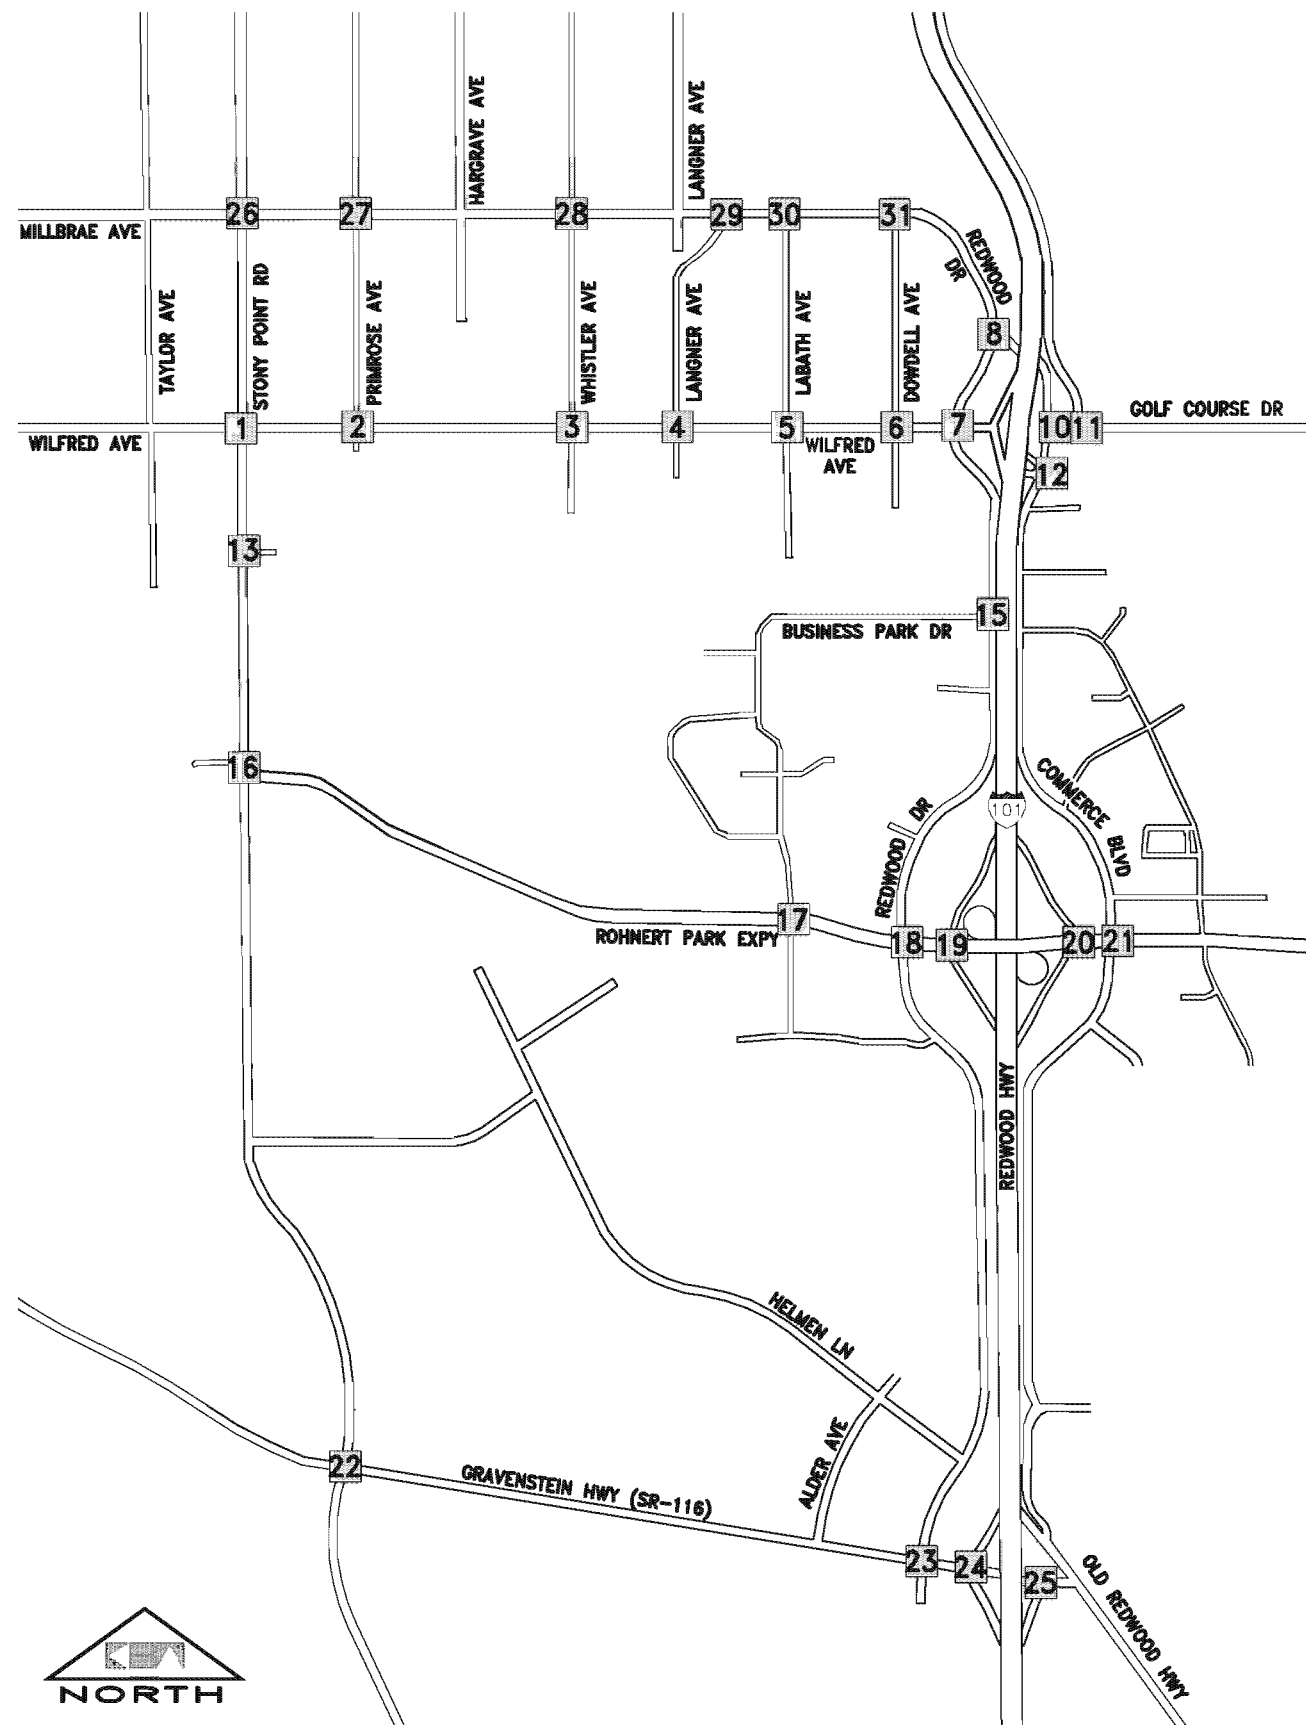 HARGRAVE AVE
LANGNER AVE
26
27
28
29
30
31
MILLBRAE AVE
REDWOOD
DR
TAYLOR AVE
STONY POINT RD
PRIMROSE AVE
WHISTLER AVE
LANGNER AVE
LABATH AVE
DOWDELL AVE
8
GOLF COURSE DR
1
2
3
4
5
6
7
10
11
WILFRED AVE
WILFRED
AVE
12
13
15
BUSINESS PARK DR
16
COMMERCE BLVD
101
REDWOOD DR
17
ROHNERT PARK EXPY
18
19
20
21
REDWOOD HWY
HELMEN LN
ALDER AVE
22
GRAVENSTEIN HWY (SR-116)
23
24
25
OLD REDWOOD HWY
NORTH